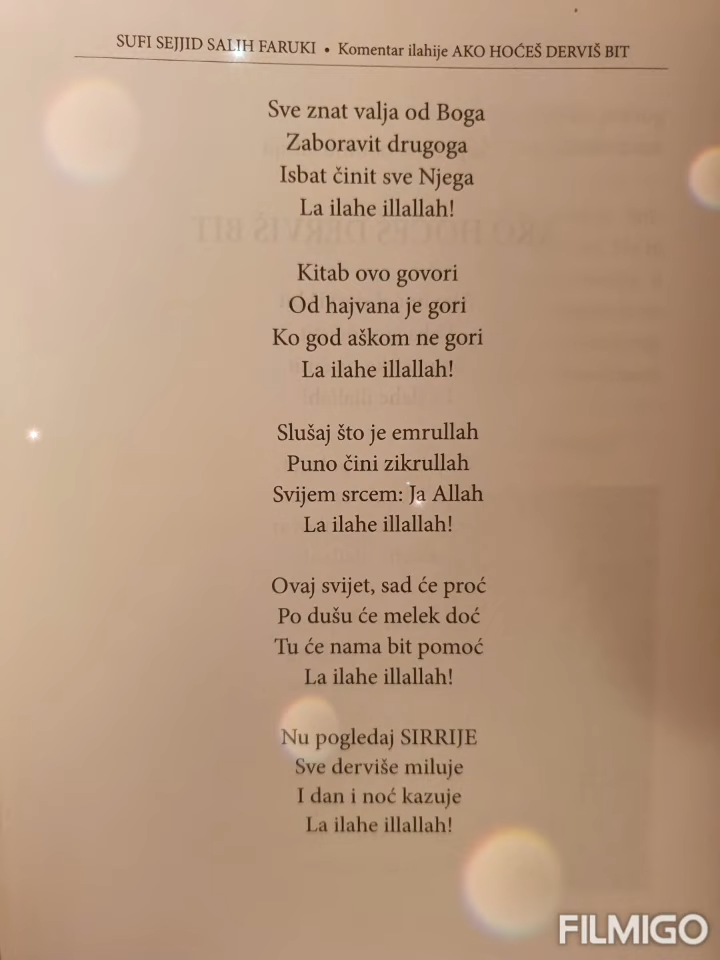 SUFI SEJJID SALIH FARUKI • Komentar ilahije AKO HOĆEŠ DERVIŠ BIT
Sve znat valja od Boga
Zaboravit drugoga
Isbat činit sve Njega
La ilahe illallah!
Kitab ovo govori
Od hajvana je gori
Ko god aškom ne gori
La ilahe illallah!
Slušaj što je emrullah
Puno čini zikrullah
Svijem srcem: Ja Allah
La ilahe illallah!
Ovaj svijet, sad će proć
Po dušu će melek doć
Tu će nama bit pomoć
La ilahe illallah!
Nu pogledaj SIRRIJE
Sve derviše miluje
I dan i noć kazuje
La ilahe illallah!
FILMIGO